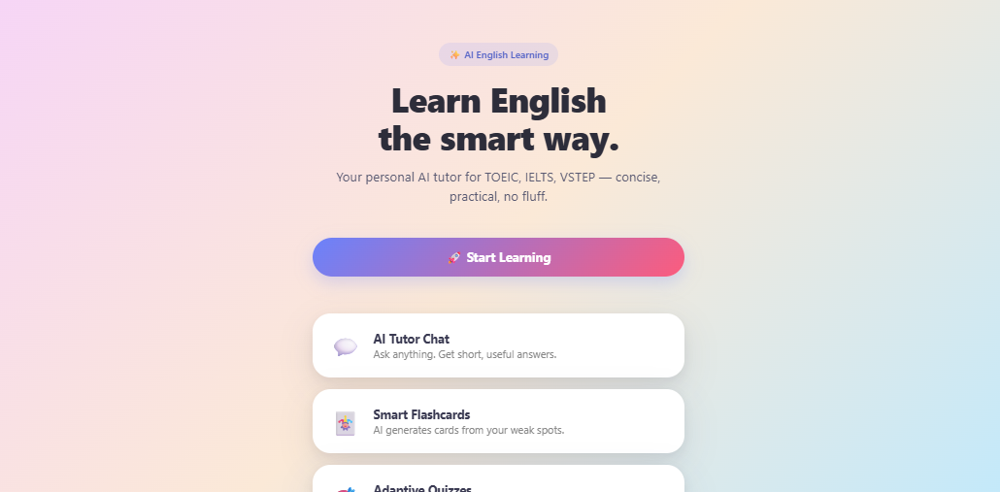 AI English Learning
Learn English
the smart way.
Your personal AI tutor for TOEIC, IELTS, VSTEP — concise,
practical, no fluff.
Start Learning
AI Tutor Chat
Ask anything. Get short, useful answers.
Smart Flashcards
AI generates cards from your weak spots.
Adaptive Quizzes